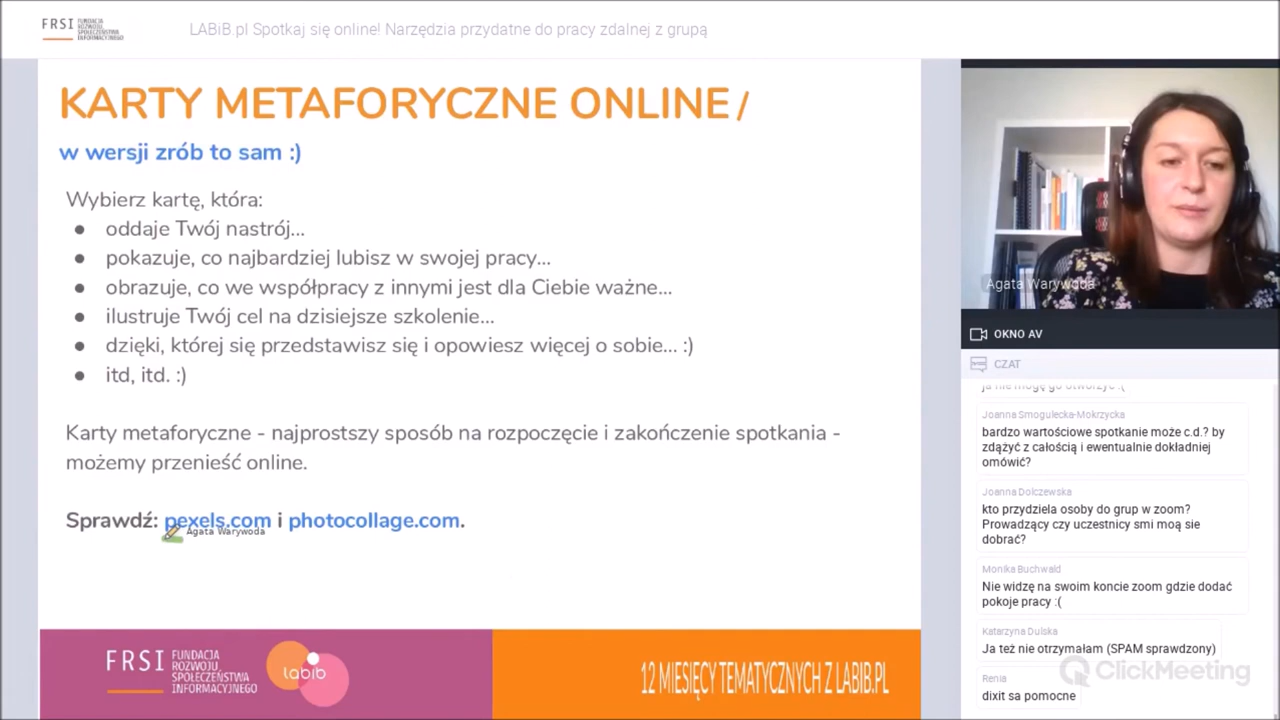 FRSI FUNDACJA
ROZWOJU
SPOŁECZEŃSTWA
INFORMACYJNEGO
LABiB.pl Spotkaj się online! Narzędzia przydatne do pracy zdalnej z grupą
KARTY METAFORYCZNE ONLINE /
w wersji zrób to sam :)
Wybierz kartę, która:
● oddaje Twój nastrój...
● pokazuje, co najbardziej lubisz w swojej pracy...
● obrazuje, co we współpracy z innymi jest dla Ciebie ważne...
● ilustruje Twój cel na dzisiejsze szkolenie...
● dzięki, której się przedstawisz się i opowiesz więcej o sobie... :)
● itd, itd. :)
Karty metaforyczne - najprostszy sposób na rozpoczęcie i zakończenie spotkania -
możemy przenieść online.
Sprawdź: pexels.com i photocollage.com.
Agata Warywoda
FRSI FUNDACJA
ROZWOJU
SPOŁECZEŃSTWA
INFORMACYJNEGO
labib
12 MIESIĘCY TEMATYCZNYCH Z LABIB.PL
Agata Warywoda
OKNO AV
CZAT
ja nie mogę go otworzyć :(
Joanna Smogulecka-Mokrzycka
bardzo wartościowe spotkanie może c.d.? by
zdążyć z całością i ewentualnie dokładniej
omówić?
Joanna Dolczewska
kto przydziela osoby do grup w zoom?
Prowadzący czy uczestnicy smi moą sie
dobrać?
Monika Buchwald
Nie widzę na swoim koncie zoom gdzie dodać
pokoje pracy :(
Katarzyna Dulska
Ja też nie otrzymałam (SPAM sprawdzony)
Renia
dixit sa pomocne
ClickMeeting